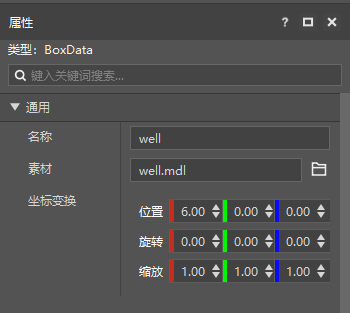 属性
类型：BoxData
键入关键词搜索...
通用
名称 well
素材 well.mdl
坐标变换
位置 6.00 0.00 0.00
旋转 0.00 0.00 0.00
缩放 1.00 1.00 1.00